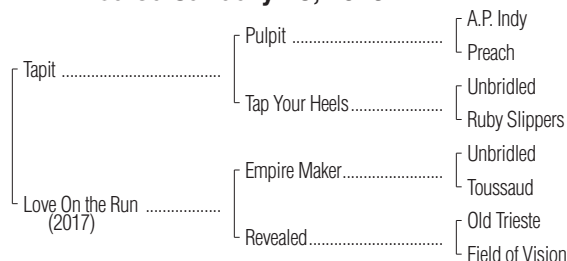 Pulpit
A.P. Indy
Preach
Tapit
Tap Your Heels
Unbridled
Ruby Slippers
Empire Maker
Unbridled
Toussaud
Love On the Run
(2017)
Revealed
Old Trieste
Field of Vision